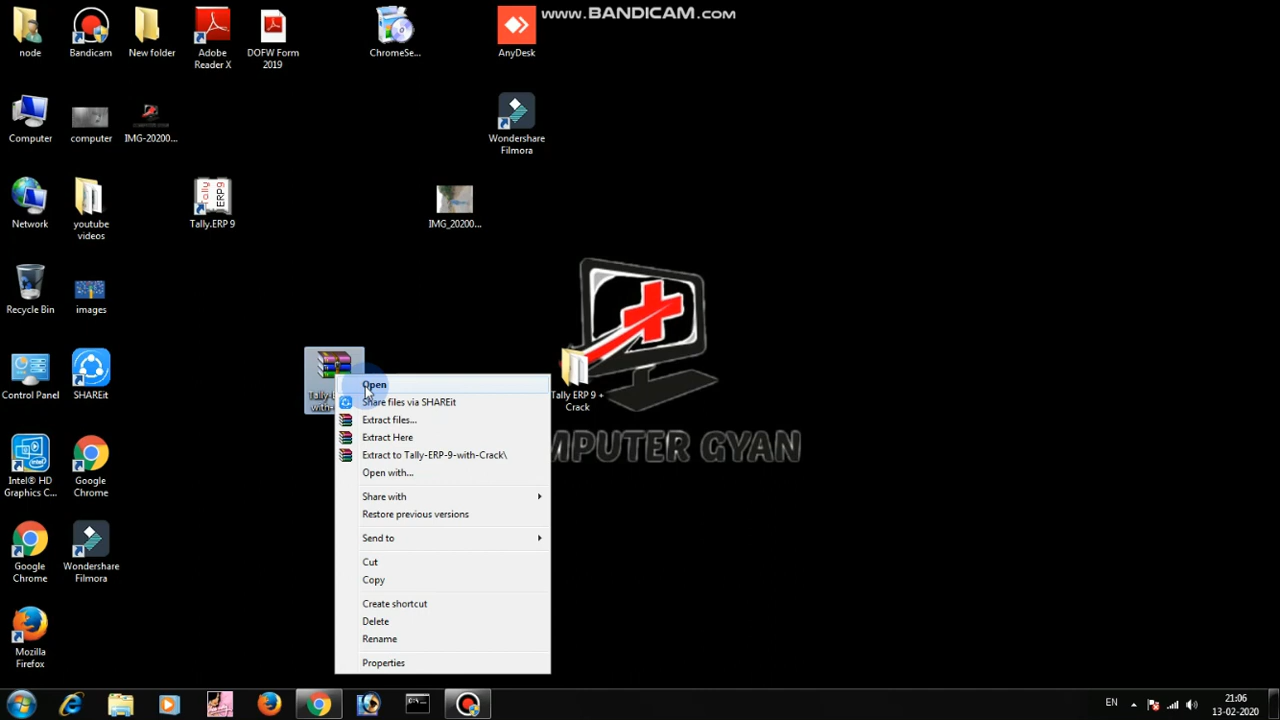 www.BANDICAM.com
node
Bandicam
New folder
Adobe
Reader X
DOFW Form
2019
ChromeSe...
AnyDesk
Computer
computer
IMG-20200...
Wondershare
Filmora
Network
youtube
videos
Tally.ERP 9
IMG_20200...
Recycle Bin
images
Control Panel
SHAREit
Tally ERP 9 +
Crack
Open
Share files via SHAREit
Extract files...
Extract Here
Extract to Tally-ERP-9-with-Crack\
Open with...
Share with
Restore previous versions
Send to
Cut
Copy
Create shortcut
Delete
Rename
Properties
MPUTER GYAN
Intel® HD
Graphics C...
Google
Chrome
Google
Chrome
Wondershare
Filmora
Mozilla
Firefox
EN
21:06
13-02-2020